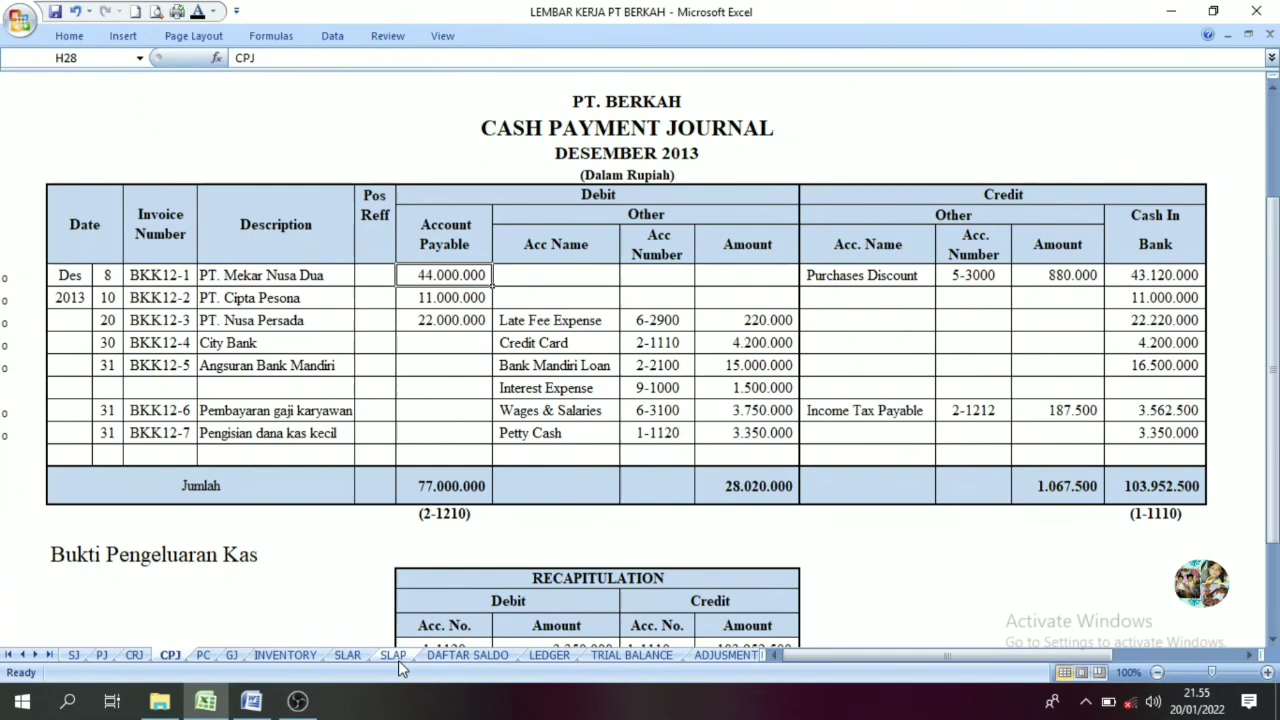 LEMBAR KERJA PT BERKAH - Microsoft Excel
Home Insert Page Layout Formulas Data Review View
H28 fx CPJ
PT. BERKAH
CASH PAYMENT JOURNAL
DESEMBER 2013
(Dalam Rupiah)
Date Invoice Number Description Pos Reff Debit Credit
Account Payable Other Other Cash In Bank
Acc Name Acc Number Amount Acc. Name Acc. Number Amount
Des 8 BKK12-1 PT. Mekar Nusa Dua 44.000.000 Purchases Discount 5-3000 880.000 43.120.000
2013 10 BKK12-2 PT. Cipta Pesona 11.000.000 11.000.000
20 BKK12-3 PT. Nusa Persada 22.000.000 Late Fee Expense 6-2900 220.000 22.220.000
30 BKK12-4 City Bank Credit Card 2-1110 4.200.000 4.200.000
31 BKK12-5 Angsuran Bank Mandiri Bank Mandiri Loan 2-2100 15.000.000 16.500.000
Interest Expense 9-1000 1.500.000
31 BKK12-6 Pembayaran gaji karyawan Wages & Salaries 6-3100 3.750.000 Income Tax Payable 2-1212 187.500 3.562.500
31 BKK12-7 Pengisian dana kas kecil Petty Cash 1-1120 3.350.000 3.350.000
Jumlah 77.000.000 28.020.000 1.067.500 103.952.500
(2-1210) (1-1110)
Bukti Pengeluaran Kas
RECAPITULATION
Debit Credit
Acc. No. Amount Acc. No. Amount
Activate Windows
Go to Settings to activate Windows.
SJ PJ CRJ CPJ PC GJ INVENTORY SLAR SLAP DAFTAR SALDO LEDGER TRIAL BALANCE ADJUSMENT
Ready 100%
21.55
20/01/2022